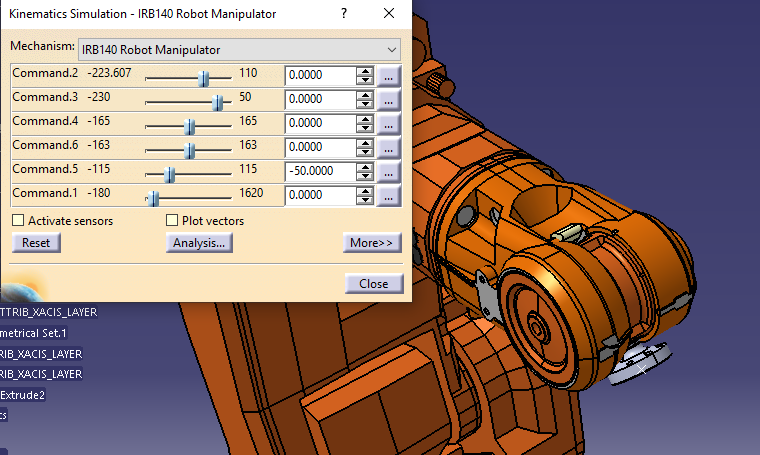 Kinematics Simulation - IRB140 Robot Manipulator ? ×
Mechanism: IRB140 Robot Manipulator
Command.2 -223.607 110 0.0000 ...
Command.3 -230 50 0.0000 ...
Command.4 -165 165 0.0000 ...
Command.6 -163 163 0.0000 ...
Command.5 -115 115 -50.0000 ...
Command.1 -180 1620 0.0000 ...
Activate sensors Plot vectors
Reset Analysis... More>>
Close
TTRIB_XACIS_LAYER
metrical Set.1
RIB_XACIS_LAYER
RIB_XACIS_LAYER
Extrude2
cs